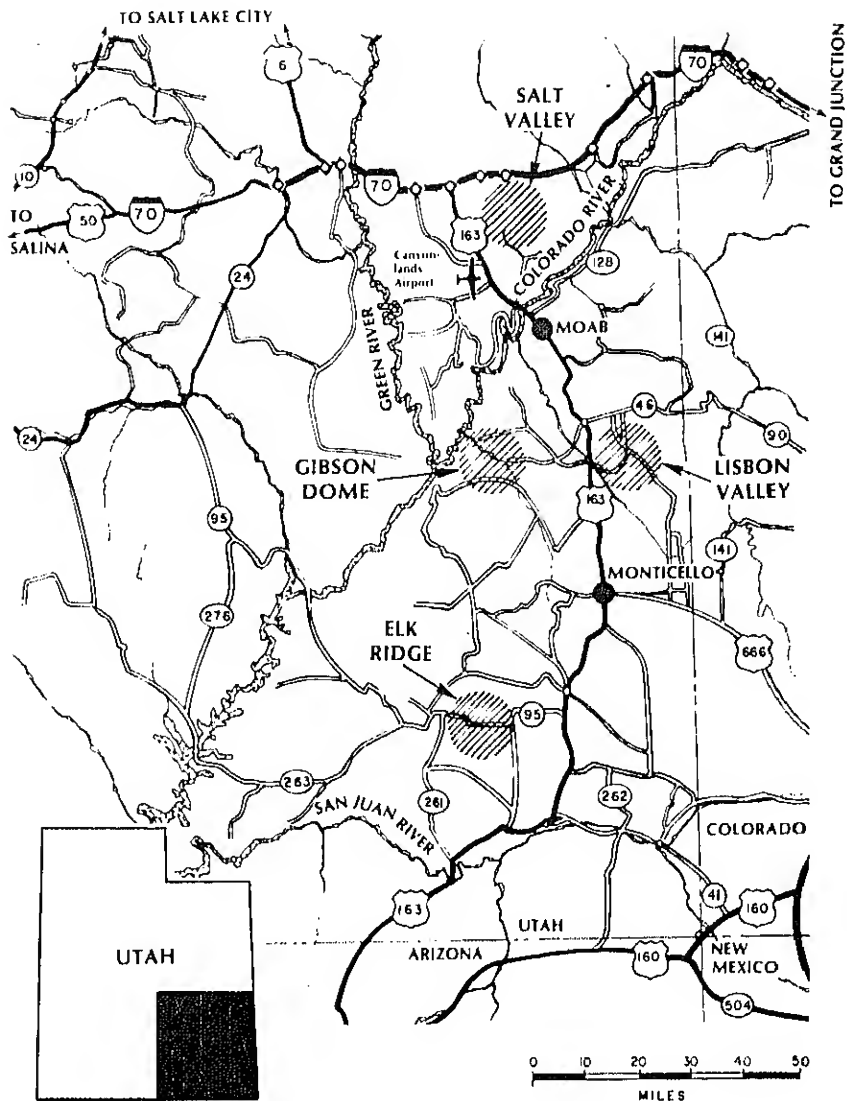 TO SALT LAKE CITY
6
70
TO GRAND JUNCTION
SALT
VALLEY
10
TO
SALINA
50
70
70
163
COLORADO RIVER
128
24
Canyon-
lands
Airport
MOAB
GREEN RIVER
141
46
90
24
GIBSON
DOME
LISBON
VALLEY
163
95
141
MONTICELLO
276
666
ELK
RIDGE
95
263
261
262
SAN JUAN
RIVER
COLORADO
41
163
UTAH
160
UTAH
ARIZONA
160
NEW
MEXICO
504
0 10 20 30 40 50
MILES